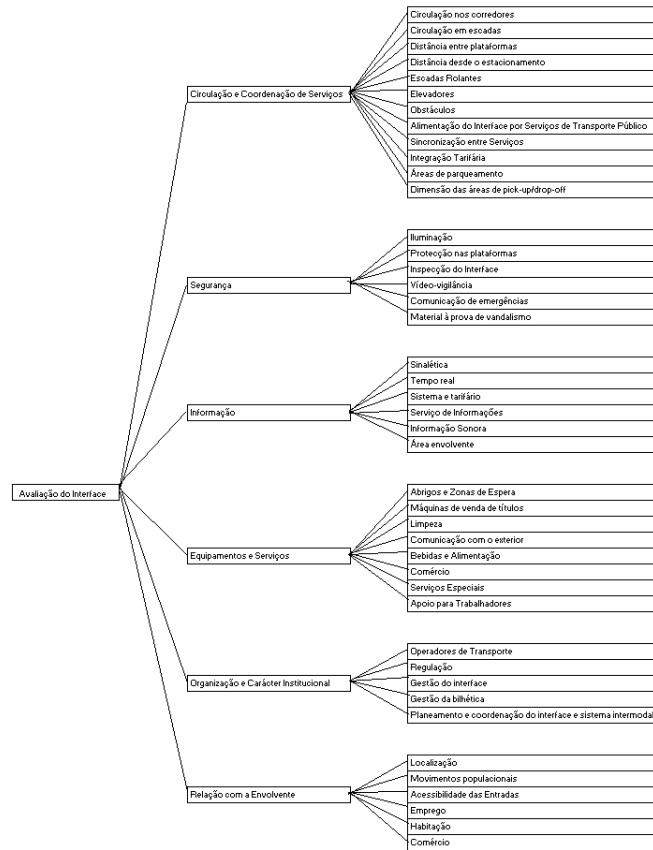 Avaliação do Interface
Circulação e Coordenação de Serviços
Circulação nos corredores
Circulação em escadas
Distância entre plataformas
Distância desde o estacionamento
Escadas Rolantes
Elevadores
Obstáculos
Alimentação do Interface por Serviços de Transporte Público
Sincronização entre Serviços
Integração Tarifária
Áreas de parqueamento
Dimensão das áreas de pick-up/drop-off
Segurança
Iluminação
Protecção nas plataformas
Inspecção do Interface
Vídeo-vigilância
Comunicação de emergências
Material à prova de vandalismo
Informação
Sinalética
Tempo real
Sistema e tarifário
Serviço de Informações
Informação Sonora
Área envolvente
Equipamentos e Serviços
Abrigos e Zonas de Espera
Máquinas de venda de títulos
Limpeza
Comunicação com o exterior
Bebidas e Alimentação
Comércio
Serviços Especiais
Apoio para Trabalhadores
Organização e Carácter Institucional
Operadores de Transporte
Regulação
Gestão do interface
Gestão da bilhética
Planeamento e coordenação do interface e sistema intermodal
Relação com a Envolvente
Localização
Movimentos populacionais
Acessibilidade das Entradas
Emprego
Habitação
Comércio